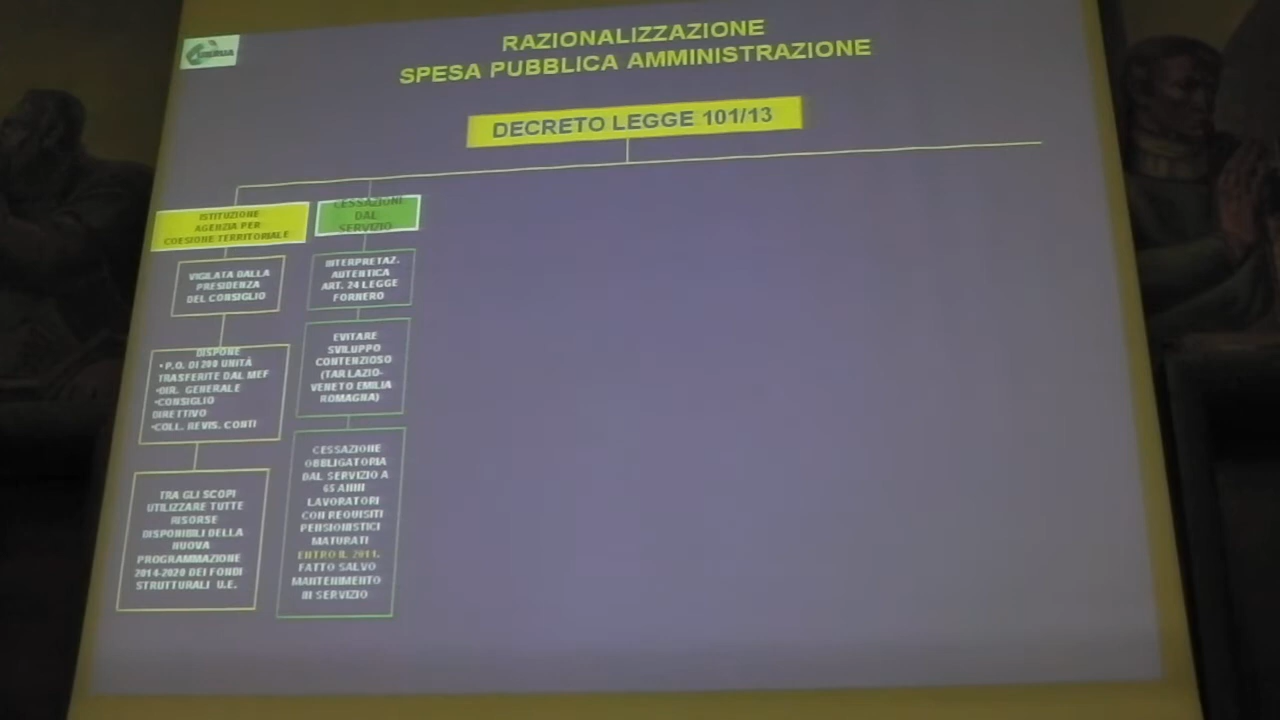 RAZIONALIZZAZIONE
SPESA PUBBLICA AMMINISTRAZIONE
DECRETO LEGGE 101/13
ISTITUZIONE
AGENZIA PER
COESIONE TERRITORIALE
VIGILATA DALLA
PRESIDENZA
DEL CONSIGLIO
DISPONE
•P.O. DI 200 UNITÀ
TRASFERITE DAL MEF
•DIR. GENERALE
•CONSIGLIO
DIRETTIVO
•COLL. REVIS. CONTI
TRA GLI SCOPI
UTILIZZARE TUTTE
RISORSE
DISPONIBILI DELLA
NUOVA
PROGRAMMAZIONE
2014-2020 DEI FONDI
STRUTTURALI U.E.
CESSAZIONI
DAL
SERVIZIO
INTERPRETAZ.
AUTENTICA
ART. 24 LEGGE
FORNERO
EVITARE
SVILUPPO
CONTENZIOSO
(TAR LAZIO-
VENETO EMILIA
ROMAGNA)
CESSAZIONE
OBBLIGATORIA
DAL SERVIZIO A
65 ANNI
LAVORATORI
CON REQUISITI
PENSIONISTICI
MATURATI
ENTRO IL 2011.
FATTO SALVO
MANTENIMENTO
IN SERVIZIO